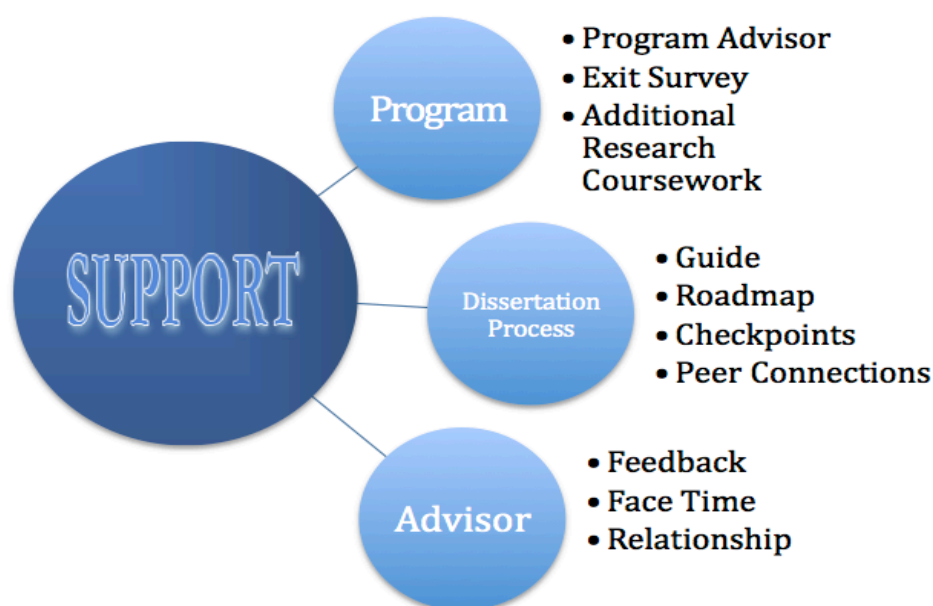 SUPPORT
Program
• Program Advisor
• Exit Survey
• Additional
Research
Coursework
Dissertation
Process
• Guide
• Roadmap
• Checkpoints
• Peer Connections
Advisor
• Feedback
• Face Time
• Relationship